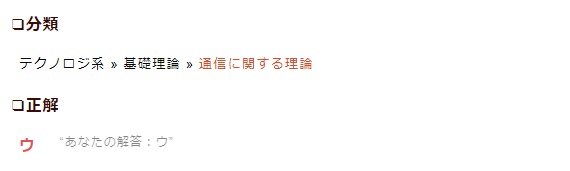 ❏分類
テクノロジ系 » 基礎理論 » 通信に関する理論
❏正解
ウ “あなたの解答：ウ”